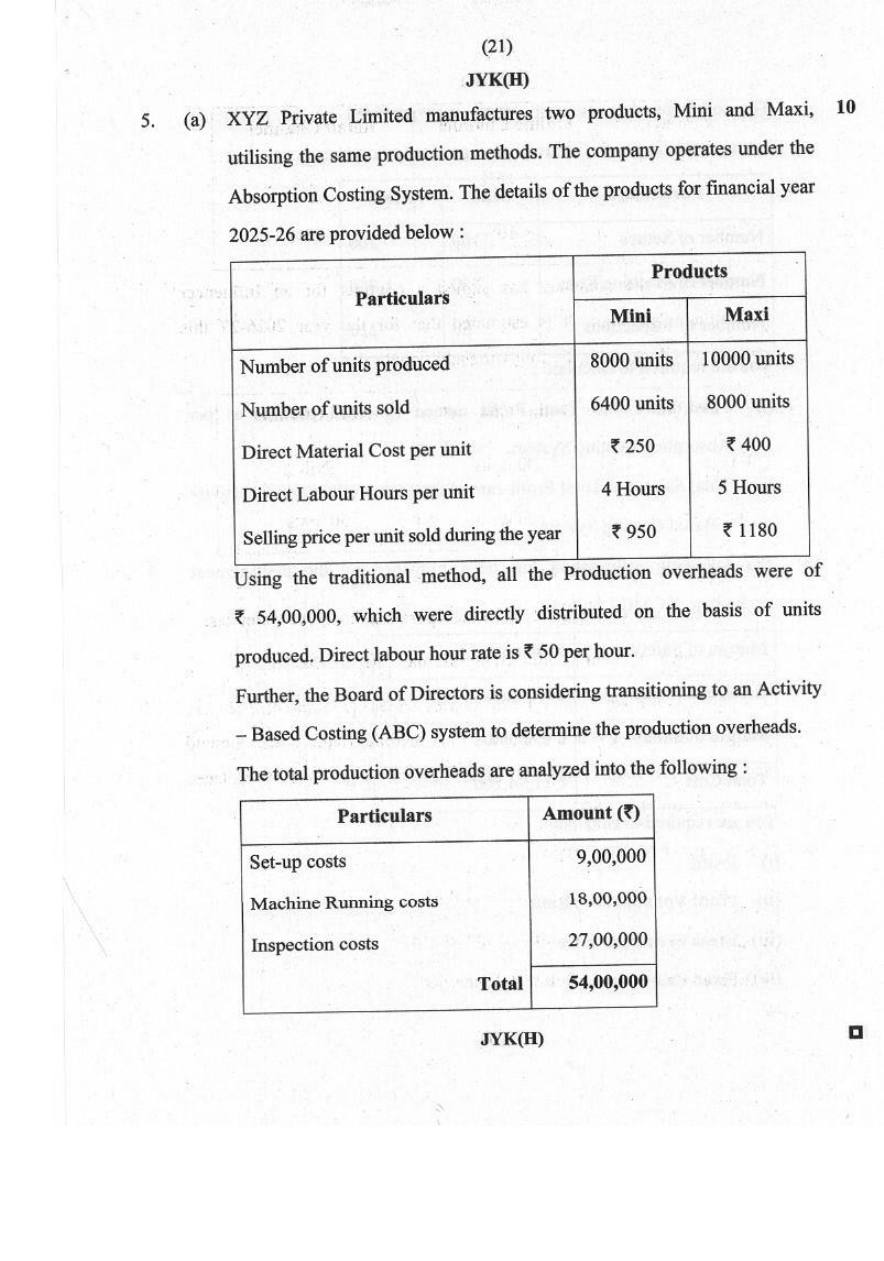 (21)
JYK(H)
5. (a) XYZ Private Limited manufactures two products, Mini and Maxi, 10
utilising the same production methods. The company operates under the
Absorption Costing System. The details of the products for financial year
2025-26 are provided below :
Particulars Products
Mini Maxi
Number of units produced 8000 units 10000 units
Number of units sold 6400 units 8000 units
Direct Material Cost per unit ₹ 250 ₹ 400
Direct Labour Hours per unit 4 Hours 5 Hours
Selling price per unit sold during the year ₹ 950 ₹ 1180
Using the traditional method, all the Production overheads were of
₹ 54,00,000, which were directly distributed on the basis of units
produced. Direct labour hour rate is ₹ 50 per hour.
Further, the Board of Directors is considering transitioning to an Activity
– Based Costing (ABC) system to determine the production overheads.
The total production overheads are analyzed into the following :
Particulars Amount (₹)
Set-up costs 9,00,000
Machine Running costs 18,00,000
Inspection costs 27,00,000
Total 54,00,000
JYK(H)